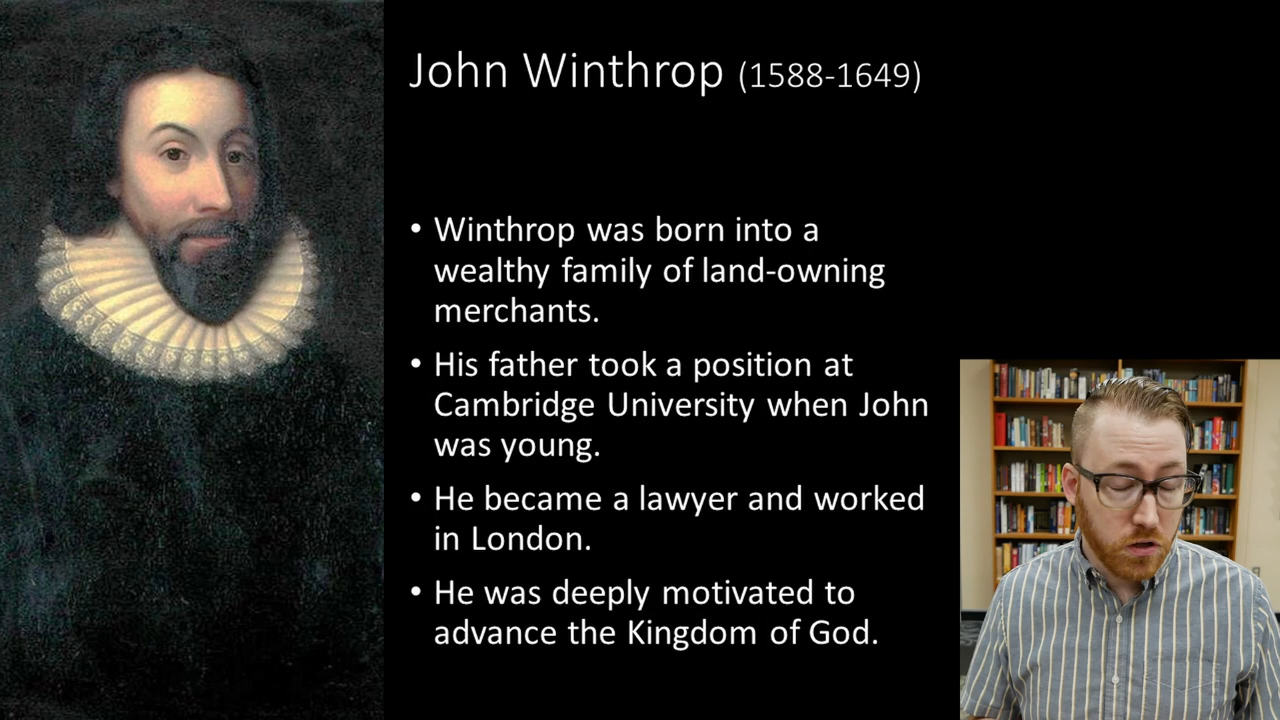 John Winthrop (1588-1649)
• Winthrop was born into a
wealthy family of land-owning
merchants.
• His father took a position at
Cambridge University when John
was young.
• He became a lawyer and worked
in London.
• He was deeply motivated to
advance the Kingdom of God.